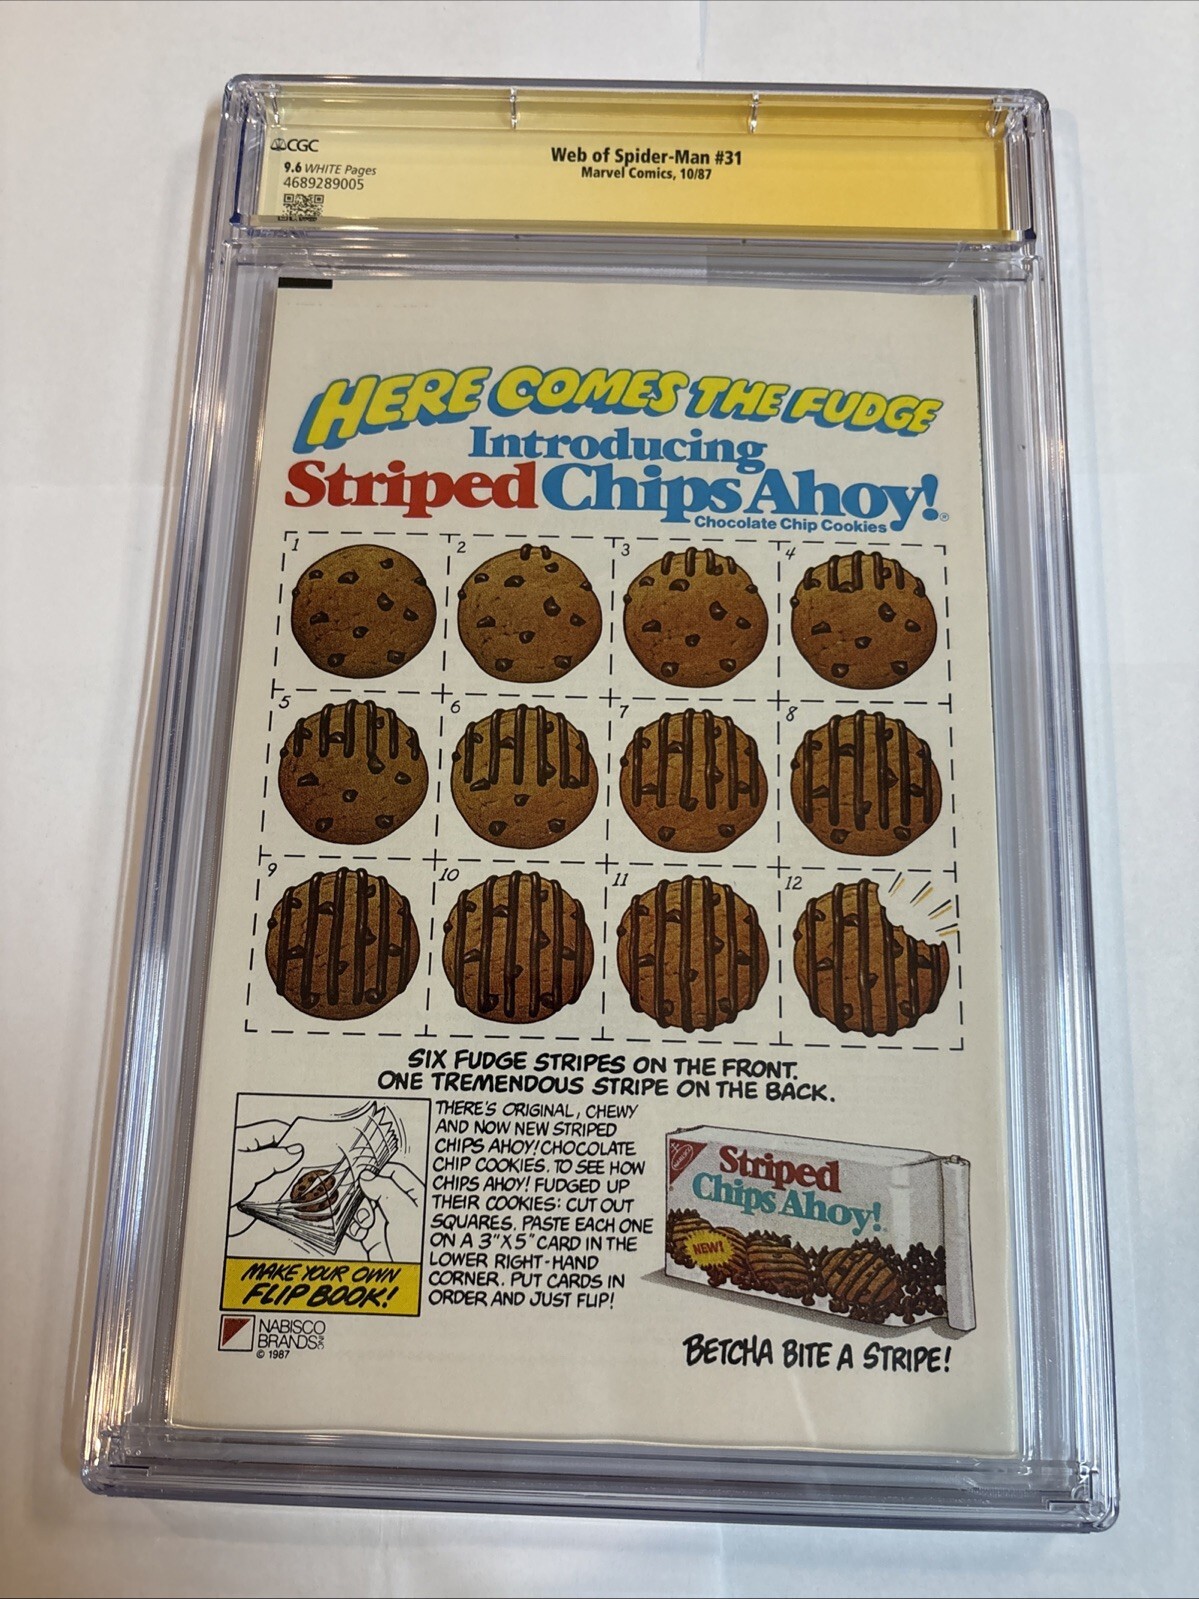 CGC
9.6 WHITE Pages
4689289005
Web of Spider-Man #31
Marvel Comics, 10/87
HERE COMES THE FUDGE
Introducing
Striped Chips Ahoy!®
Chocolate Chip Cookies
1
2
3
4
5
6
7
8
9
10
11
12
SIX FUDGE STRIPES ON THE FRONT.
ONE TREMENDOUS STRIPE ON THE BACK.
THERE'S ORIGINAL, CHEWY
AND NOW NEW STRIPED
CHIPS AHOY! CHOCOLATE
CHIP COOKIES. TO SEE HOW
CHIPS AHOY! FUDGED UP
THEIR COOKIES: CUT OUT
SQUARES. PASTE EACH ONE
ON A 3"X5" CARD IN THE
LOWER RIGHT-HAND
CORNER. PUT CARDS IN
ORDER AND JUST FLIP!
MAKE YOUR OWN
FLIP BOOK!
NABISCO
BRANDS
© 1987
NABISCO
Striped
Chips Ahoy!
NEW!
BETCHA BITE A STRIPE!